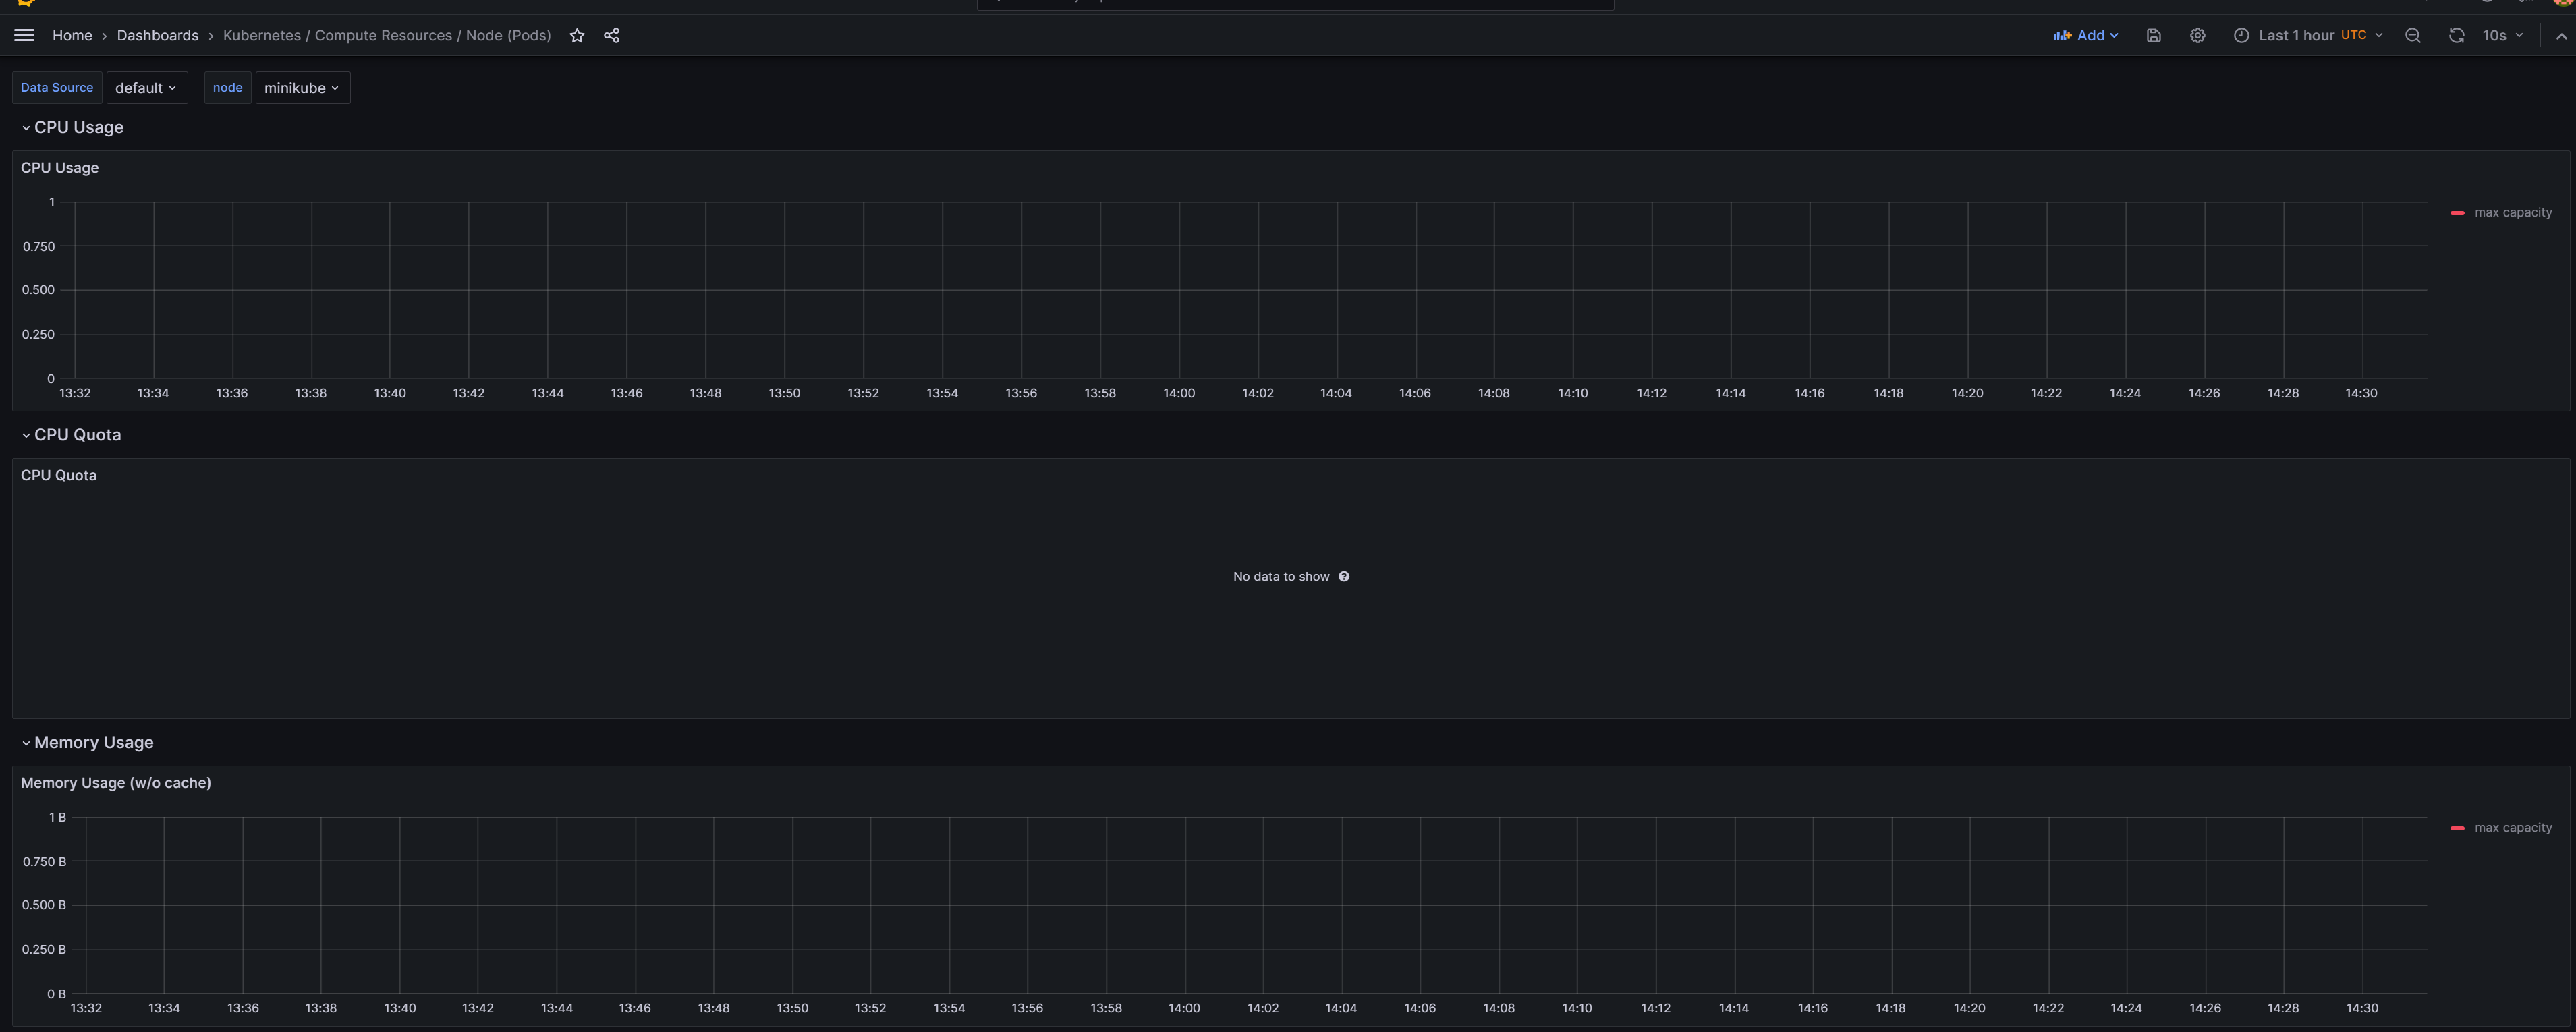 Home › Dashboards › Kubernetes / Compute Resources / Node (Pods)
Add
Last 1 hour UTC
10s
Data Source default node minikube
CPU Usage
CPU Usage
1
0.750
0.500
0.250
0
13:32 13:34 13:36 13:38 13:40 13:42 13:44 13:46 13:48 13:50 13:52 13:54 13:56 13:58 14:00 14:02 14:04 14:06 14:08 14:10 14:12 14:14 14:16 14:18 14:20 14:22 14:24 14:26 14:28 14:30
max capacity
CPU Quota
CPU Quota
No data to show
Memory Usage
Memory Usage (w/o cache)
1 B
0.750 B
0.500 B
0.250 B
0 B
13:32 13:34 13:36 13:38 13:40 13:42 13:44 13:46 13:48 13:50 13:52 13:54 13:56 13:58 14:00 14:02 14:04 14:06 14:08 14:10 14:12 14:14 14:16 14:18 14:20 14:22 14:24 14:26 14:28 14:30
max capacity